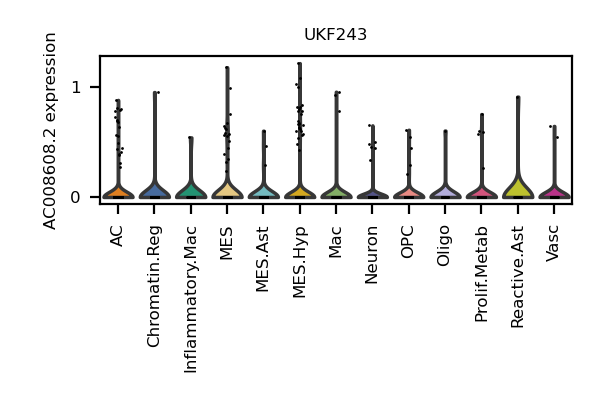 UKF243
AC008608.2 expression
1
0
AC
Chromatin.Reg
Inflammatory.Mac
MES
MES.Ast
MES.Hyp
Mac
Neuron
OPC
Oligo
Prolif.Metab
Reactive.Ast
Vasc